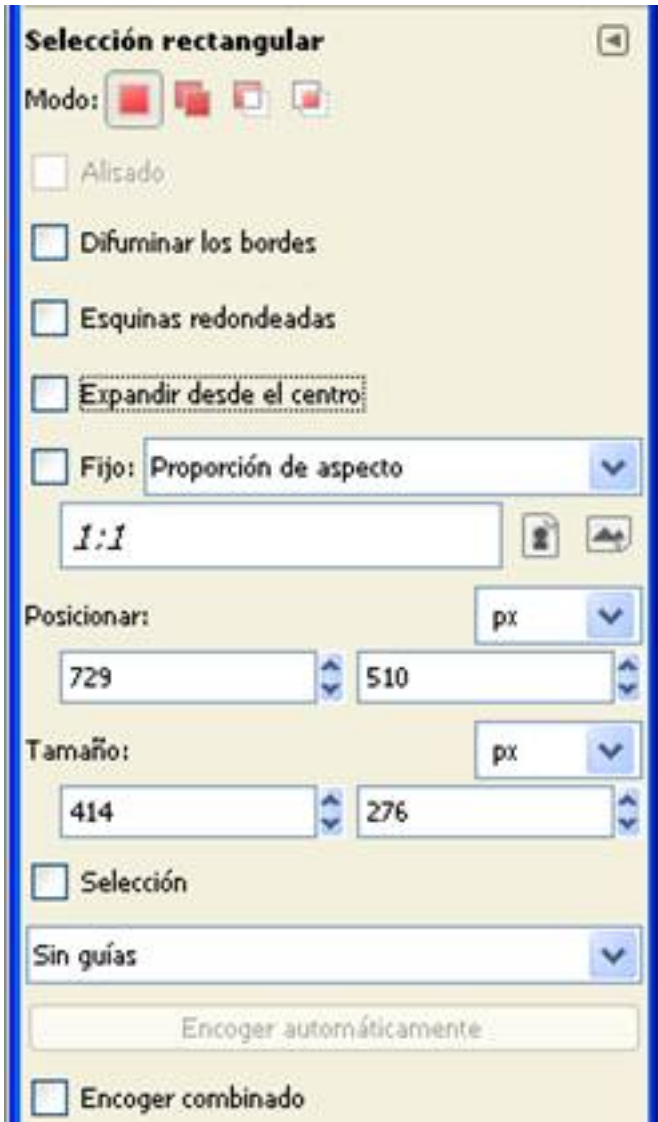 Selección rectangular
Modo:
Alisado
Difuminar los bordes
Esquinas redondeadas
Expandir desde el centro
Fijo: Proporción de aspecto
1:1
Posicionar: px
729 510
Tamaño: px
414 276
Selección
Sin guías
Encoger automáticamente
Encoger combinado